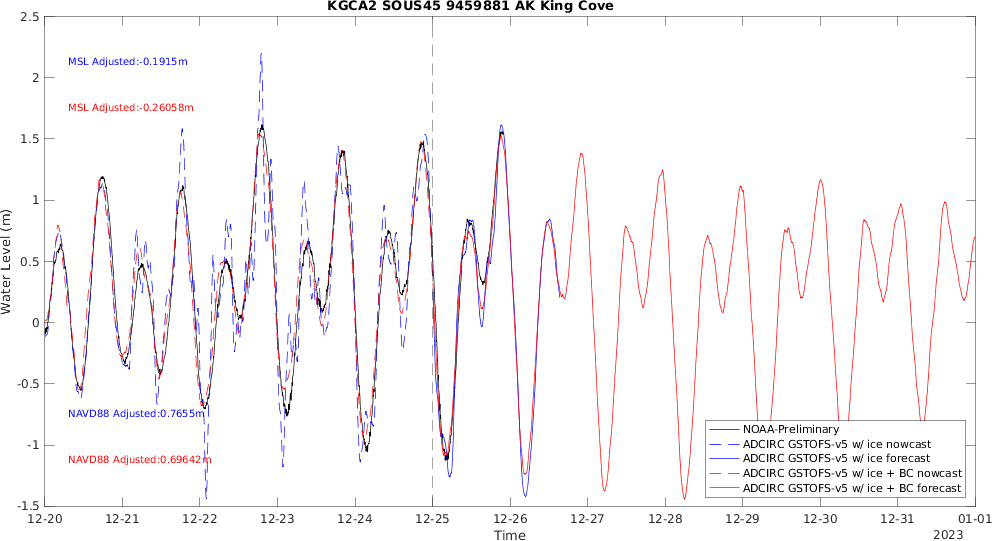 KGCA2 SOUS45 9459881 AK King Cove
2.5
MSL Adjusted:-0.1915m
2
MSL Adjusted:-0.26058m
1.5
1
0.5
0
-0.5
NAVD88 Adjusted:0.7655m
-1
NAVD88 Adjusted:0.69642m
-1.5
Water Level (m)
NOAA-Preliminary
ADCIRC GSTOFS-v5 w/ ice nowcast
ADCIRC GSTOFS-v5 w/ ice forecast
ADCIRC GSTOFS-v5 w/ ice + BC nowcast
ADCIRC GSTOFS-v5 w/ ice + BC forecast
12-20 12-21 12-22 12-23 12-24 12-25 12-26 12-27 12-28 12-29 12-30 12-31 01-01
Time
2023